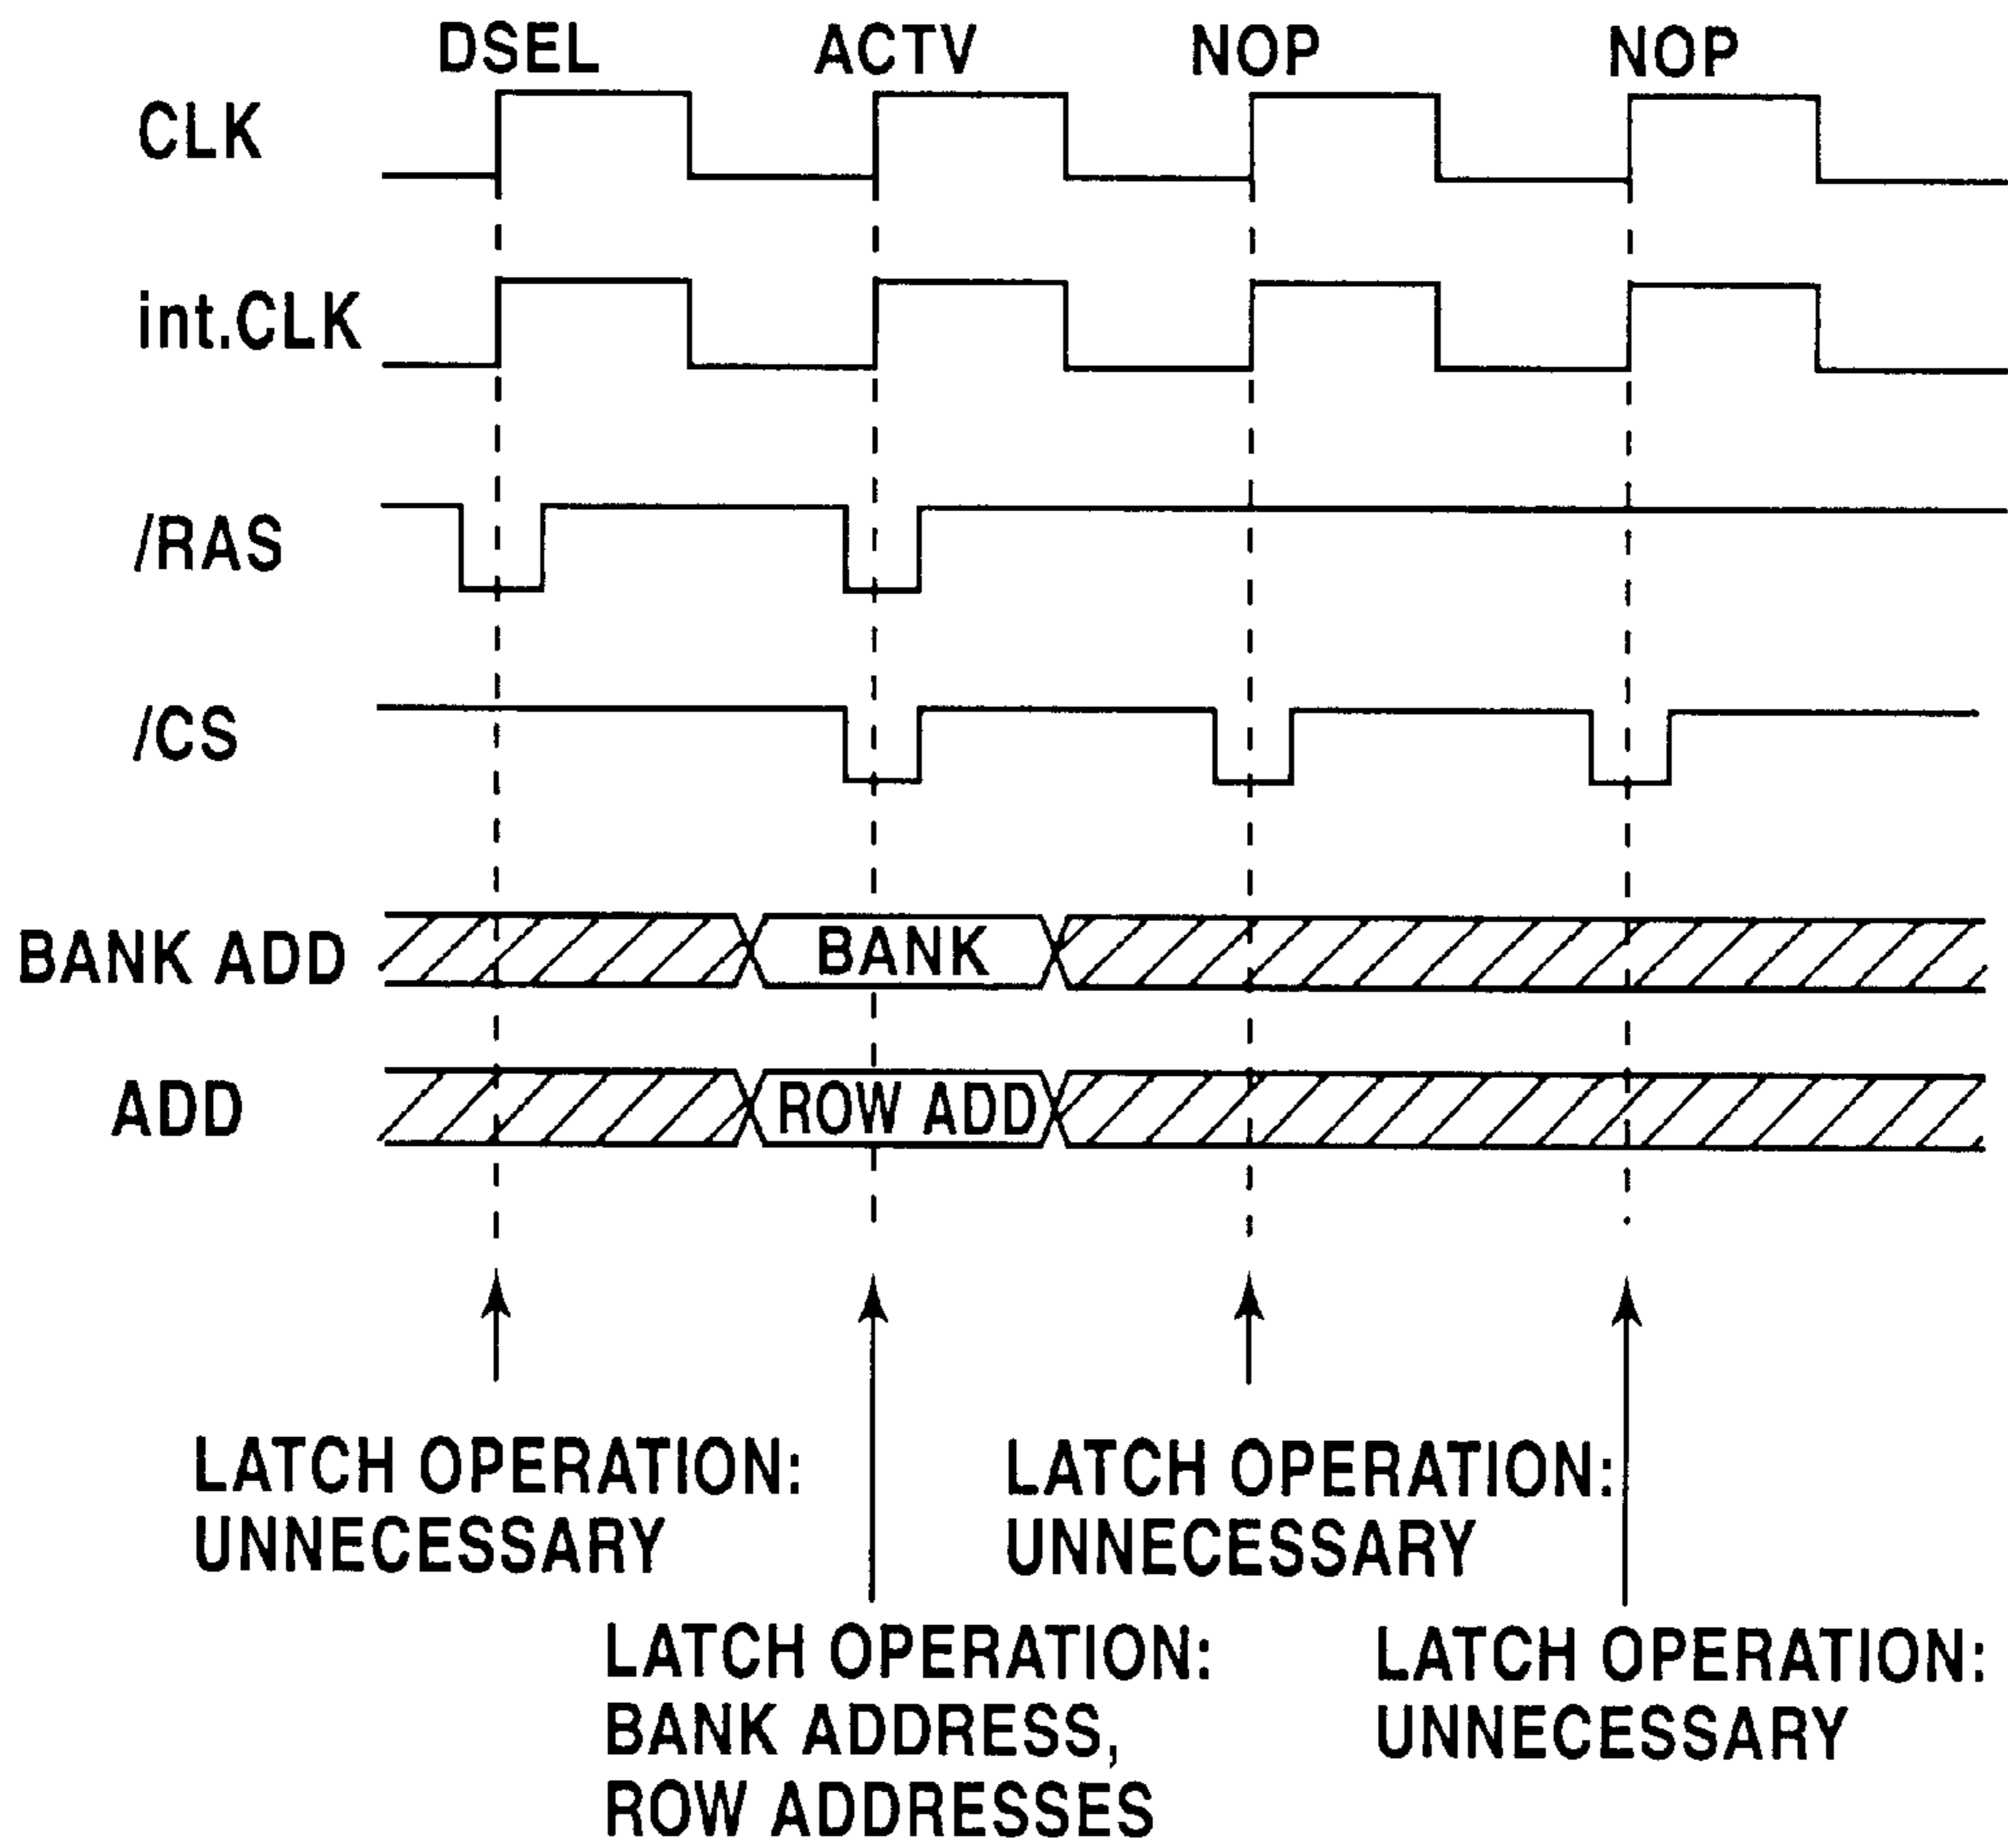 DSEL ACTV NOP NOP
CLK
int.CLK
/RAS
/CS
BANK ADD BANK
ADD ROW ADD
LATCH OPERATION:
UNNECESSARY
LATCH OPERATION:
BANK ADDRESS,
ROW ADDRESSES
LATCH OPERATION:
UNNECESSARY
LATCH OPERATION:
UNNECESSARY